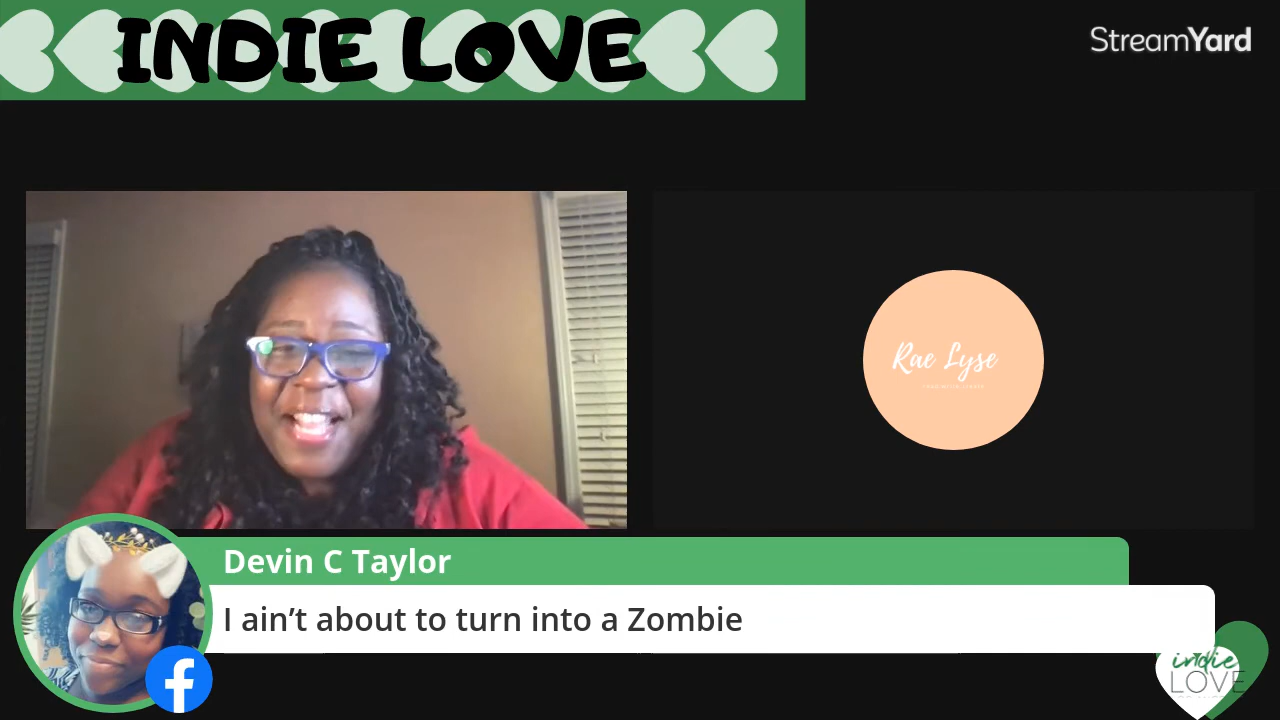 INDIE LOVE
StreamYard
Rae Lyse
Devin C Taylor
I ain’t about to turn into a Zombie
indie
LOVE